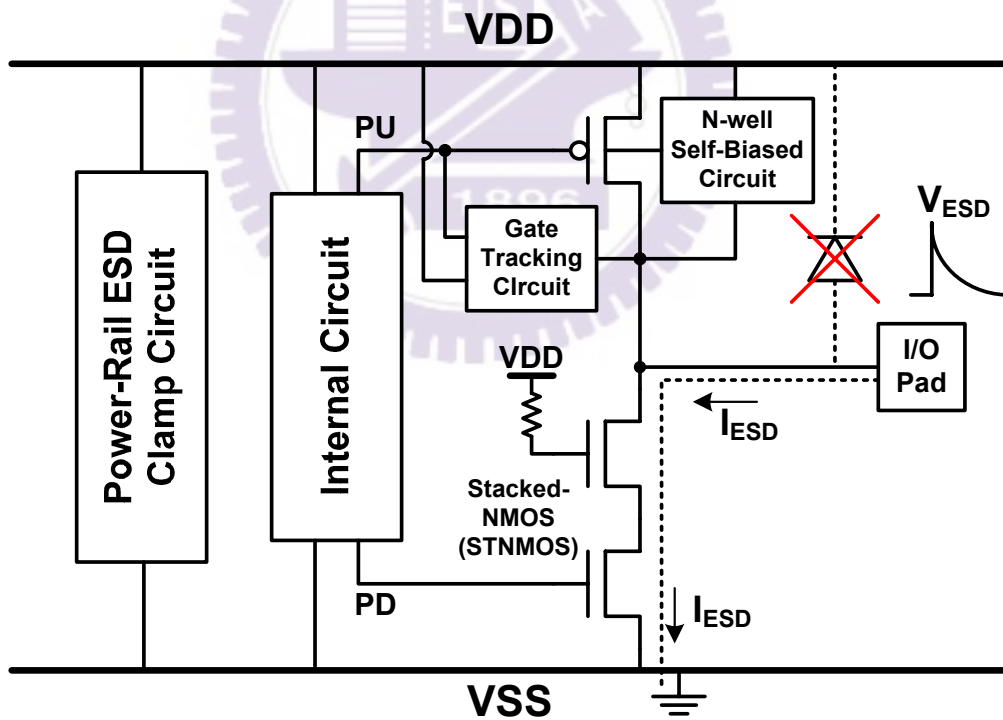 VDD
PU
N-well
Self-Biased
Circuit
VESD
1896
Gate
Tracking
CIrcuit
Power-Rail ESD
Clamp Circuit
Internal Circuit
VDD
I/O
Pad
IESD
Stacked-
NMOS
(STNMOS)
PD
IESD
VSS